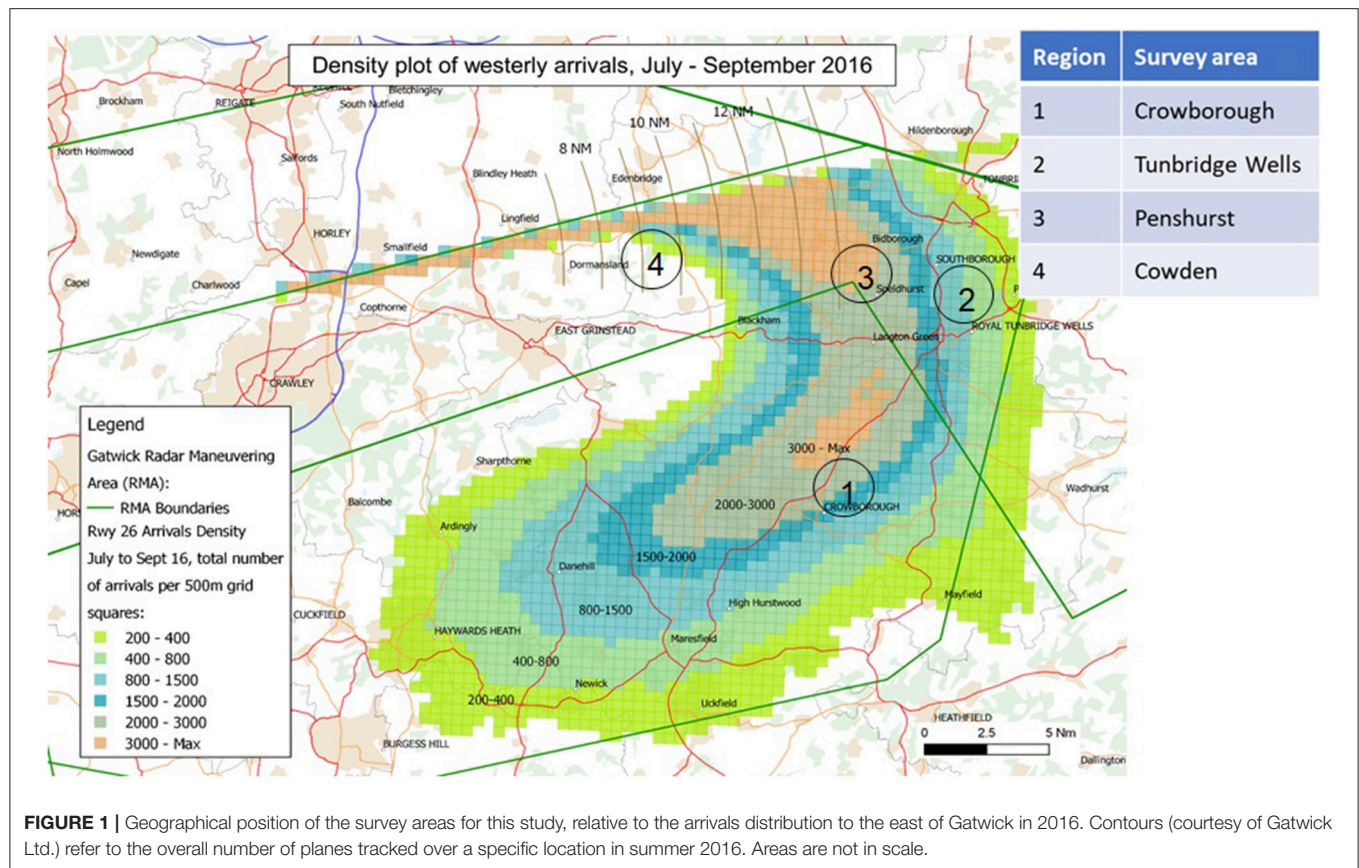 Density plot of westerly arrivals, July - September 2016
Region Survey area
1 Crowborough
2 Tunbridge Wells
3 Penshurst
4 Cowden
Brockham
REIGATE
South Nutfield
Bletchingley
North Holmwood
Salfords
Blindley Heath
8 NM
10 NM
12 NM
Edenbridge
Hildenborough
Lingfield
HORLEY
Smallfield
Newdigate
Capel
Charlwood
Copthorne
Dormansland
4
Bidborough
3
Speldhurst
SOUTHBOROUGH
2
ROYAL TUNBRIDGE WELLS
Langton Green
Blackham
EAST GRINSTEAD
CRAWLEY
3000 - Max
Sharpthorne
1
CROWBOROUGH
Wadhurst
2000-3000
Balcombe
Ardingly
1500-2000
Danehill
800-1500
High Hurstwood
Mayfield
CUCKFIELD
HAYWARDS HEATH
Maresfield
400-800
Newick
200-400
Uckfield
HEATHFIELD
BURGESS HILL
0 2.5 5 Nm
Dallington
Legend
Gatwick Radar Maneuvering
Area (RMA):
RMA Boundaries
Rwy 26 Arrivals Density
July to Sept 16, total number
of arrivals per 500m grid
squares:
200 - 400
400 - 800
800 - 1500
1500 - 2000
2000 - 3000
3000 - Max
FIGURE 1 | Geographical position of the survey areas for this study, relative to the arrivals distribution to the east of Gatwick in 2016. Contours (courtesy of Gatwick
Ltd.) refer to the overall number of planes tracked over a specific location in summer 2016. Areas are not in scale.